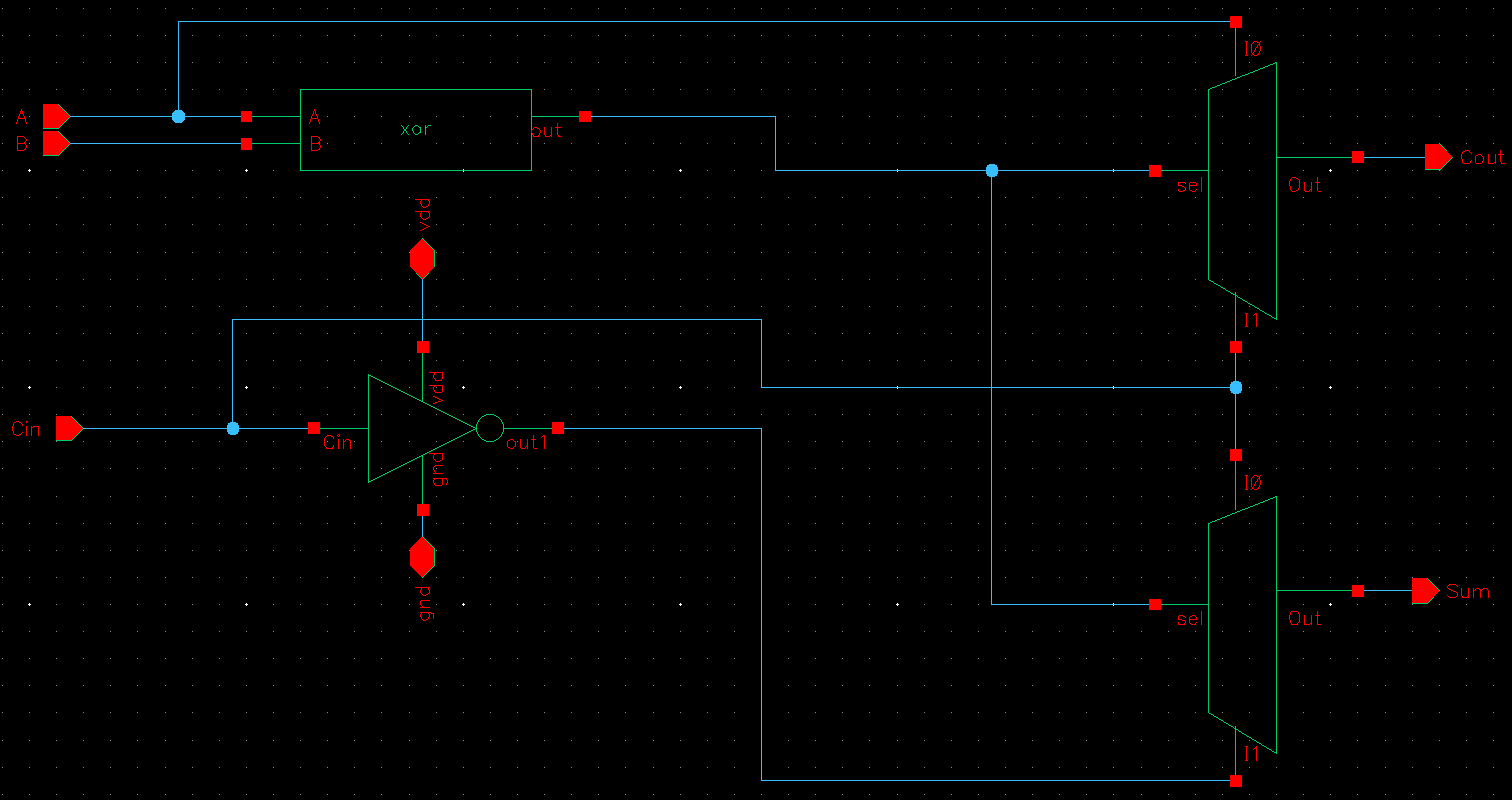 I0
A
A
xor
out
B
B
Cout
sel
Out
vdd
I1
vdd
Cin
Cin
out1
gnd
I0
gnd
Sum
sel
Out
I1